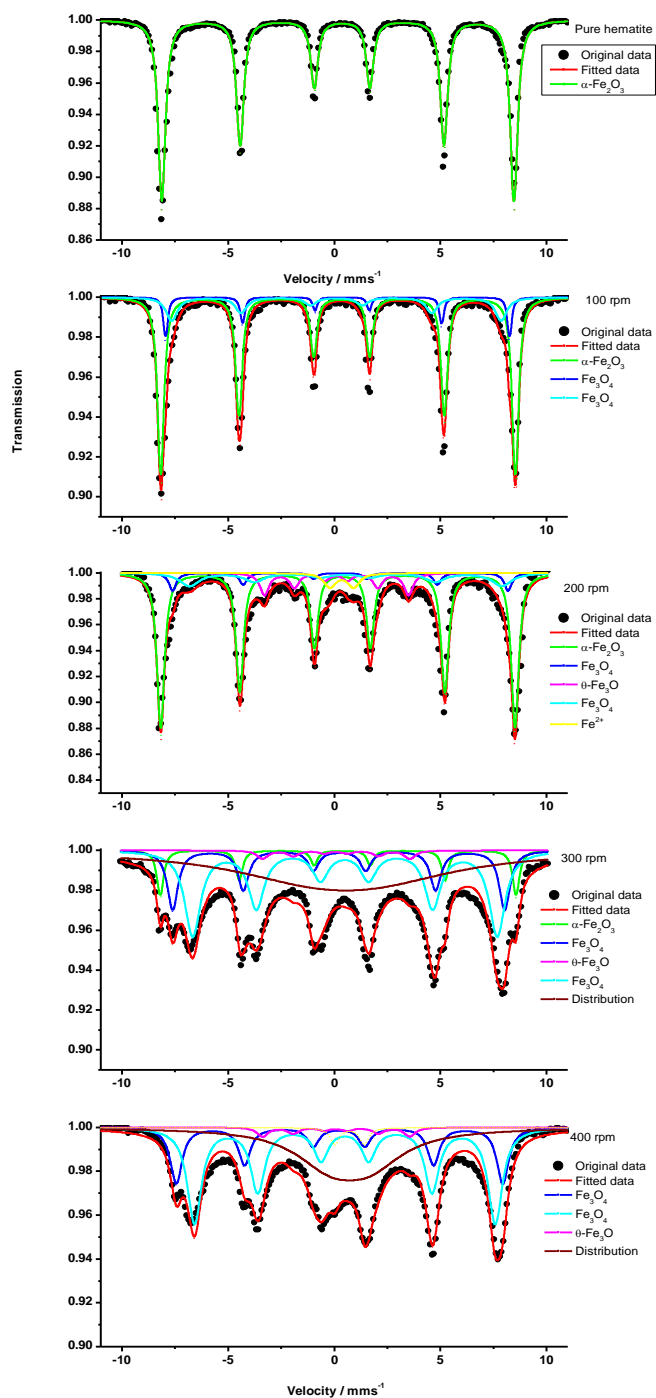 1.00
Pure hematite
0.98
Original data
Fitted data
0.96
α-Fe2O3
0.94
0.92
0.90
0.88
0.86
-10 -5 0 5 10
Velocity / mms-1
1.00
100 rpm
0.98
Original data
Fitted data
α-Fe2O3
0.96
Fe3O4
Fe3O4
0.94
0.92
0.90
-10 -5 0 5 10
Transmission
1.00
200 rpm
0.98
0.96
Original data
Fitted data
0.94
α-Fe2O3
0.92
Fe3O4
0.90
θ-Fe3O
0.88
Fe3O4
0.86
Fe2+
0.84
-10 -5 0 5 10
1.00
300 rpm
0.98
Original data
Fitted data
0.96
α-Fe2O3
Fe3O4
0.94
θ-Fe3O
Fe3O4
0.92
Distribution
0.90
-10 -5 0 5 10
1.00
400 rpm
0.98
Original data
Fitted data
0.96
Fe3O4
Fe3O4
0.94
θ-Fe3O
Distribution
0.92
0.90
-10 -5 0 5 10
Velocity / mms-1